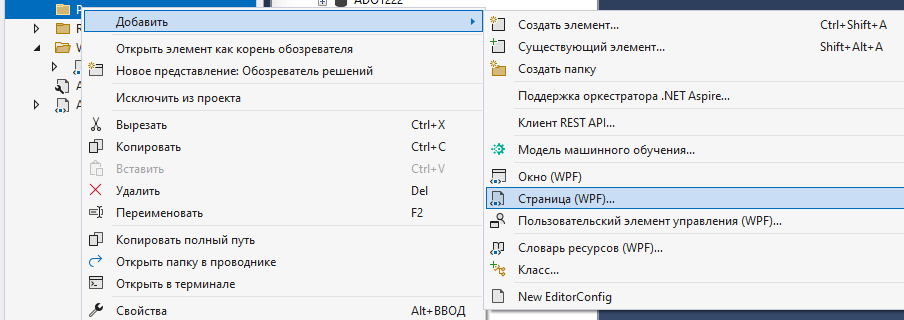 ADO1222
Добавить
Открыть элемент как корень обозревателя
Новое представление: Обозреватель решений
Исключить из проекта
Вырезать Ctrl+X
Копировать Ctrl+C
Вставить Ctrl+V
Удалить Del
Переименовать F2
Копировать полный путь
Открыть папку в проводнике
Открыть в терминале
Свойства Alt+ВВОД
Создать элемент... Ctrl+Shift+A
Существующий элемент... Shift+Alt+A
Создать папку
Поддержка оркестратора .NET Aspire...
Клиент REST API...
Модель машинного обучения...
Окно (WPF)
Страница (WPF)...
Пользовательский элемент управления (WPF)...
Словарь ресурсов (WPF)...
Класс...
New EditorConfig